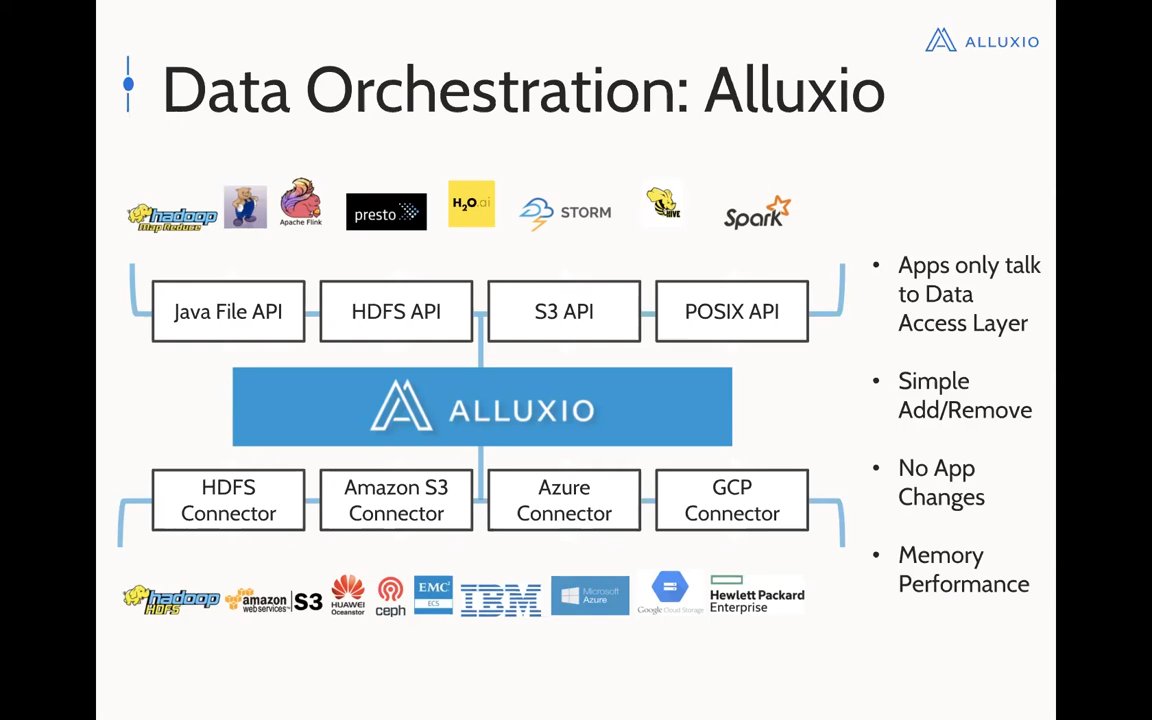 ALLUXIO
Data Orchestration: Alluxio
hadoop
Map Reduce
Apache Flink
presto
H2O.ai
STORM
HIVE
Spark
Java File API
HDFS API
S3 API
POSIX API
ALLUXIO
HDFS
Connector
Amazon S3
Connector
Azure
Connector
GCP
Connector
hadoop
HDFS
amazon
web services
S3
HUAWEI
Oceanstor
ceph
EMC²
ECS
IBM
Microsoft
Azure
Google Cloud Storage
Hewlett Packard
Enterprise
• Apps only talk
to Data
Access Layer
• Simple
Add/Remove
• No App
Changes
• Memory
Performance